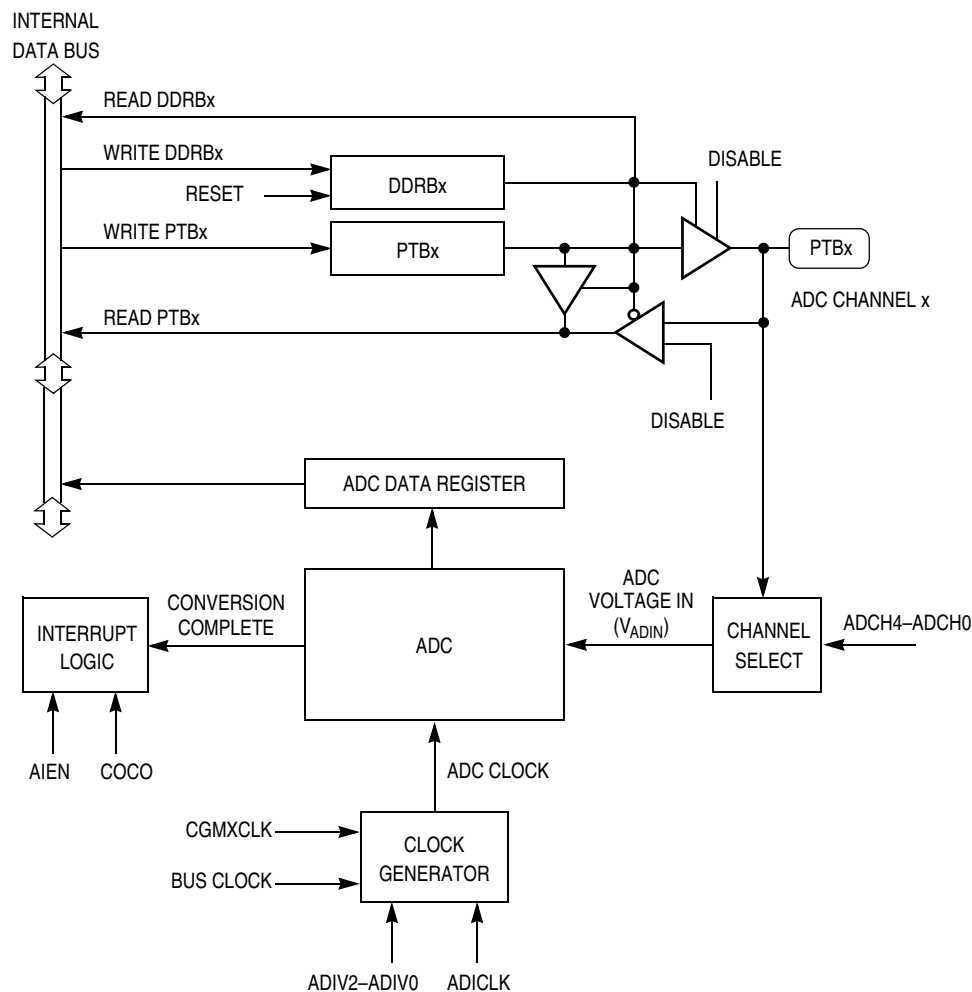 INTERNAL
DATA BUS
READ DDRBx
WRITE DDRBx
DISABLE
DDRBx
RESET
WRITE PTBx
PTBx
PTBx
ADC CHANNEL x
READ PTBx
DISABLE
ADC DATA REGISTER
CONVERSION
COMPLETE
INTERRUPT
LOGIC
ADC
ADC
VOLTAGE IN
(VADIN)
CHANNEL
SELECT
ADCH4–ADCH0
AIEN
COCO
ADC CLOCK
CGMXCLK
CLOCK
GENERATOR
BUS CLOCK
ADIV2–ADIV0
ADICLK